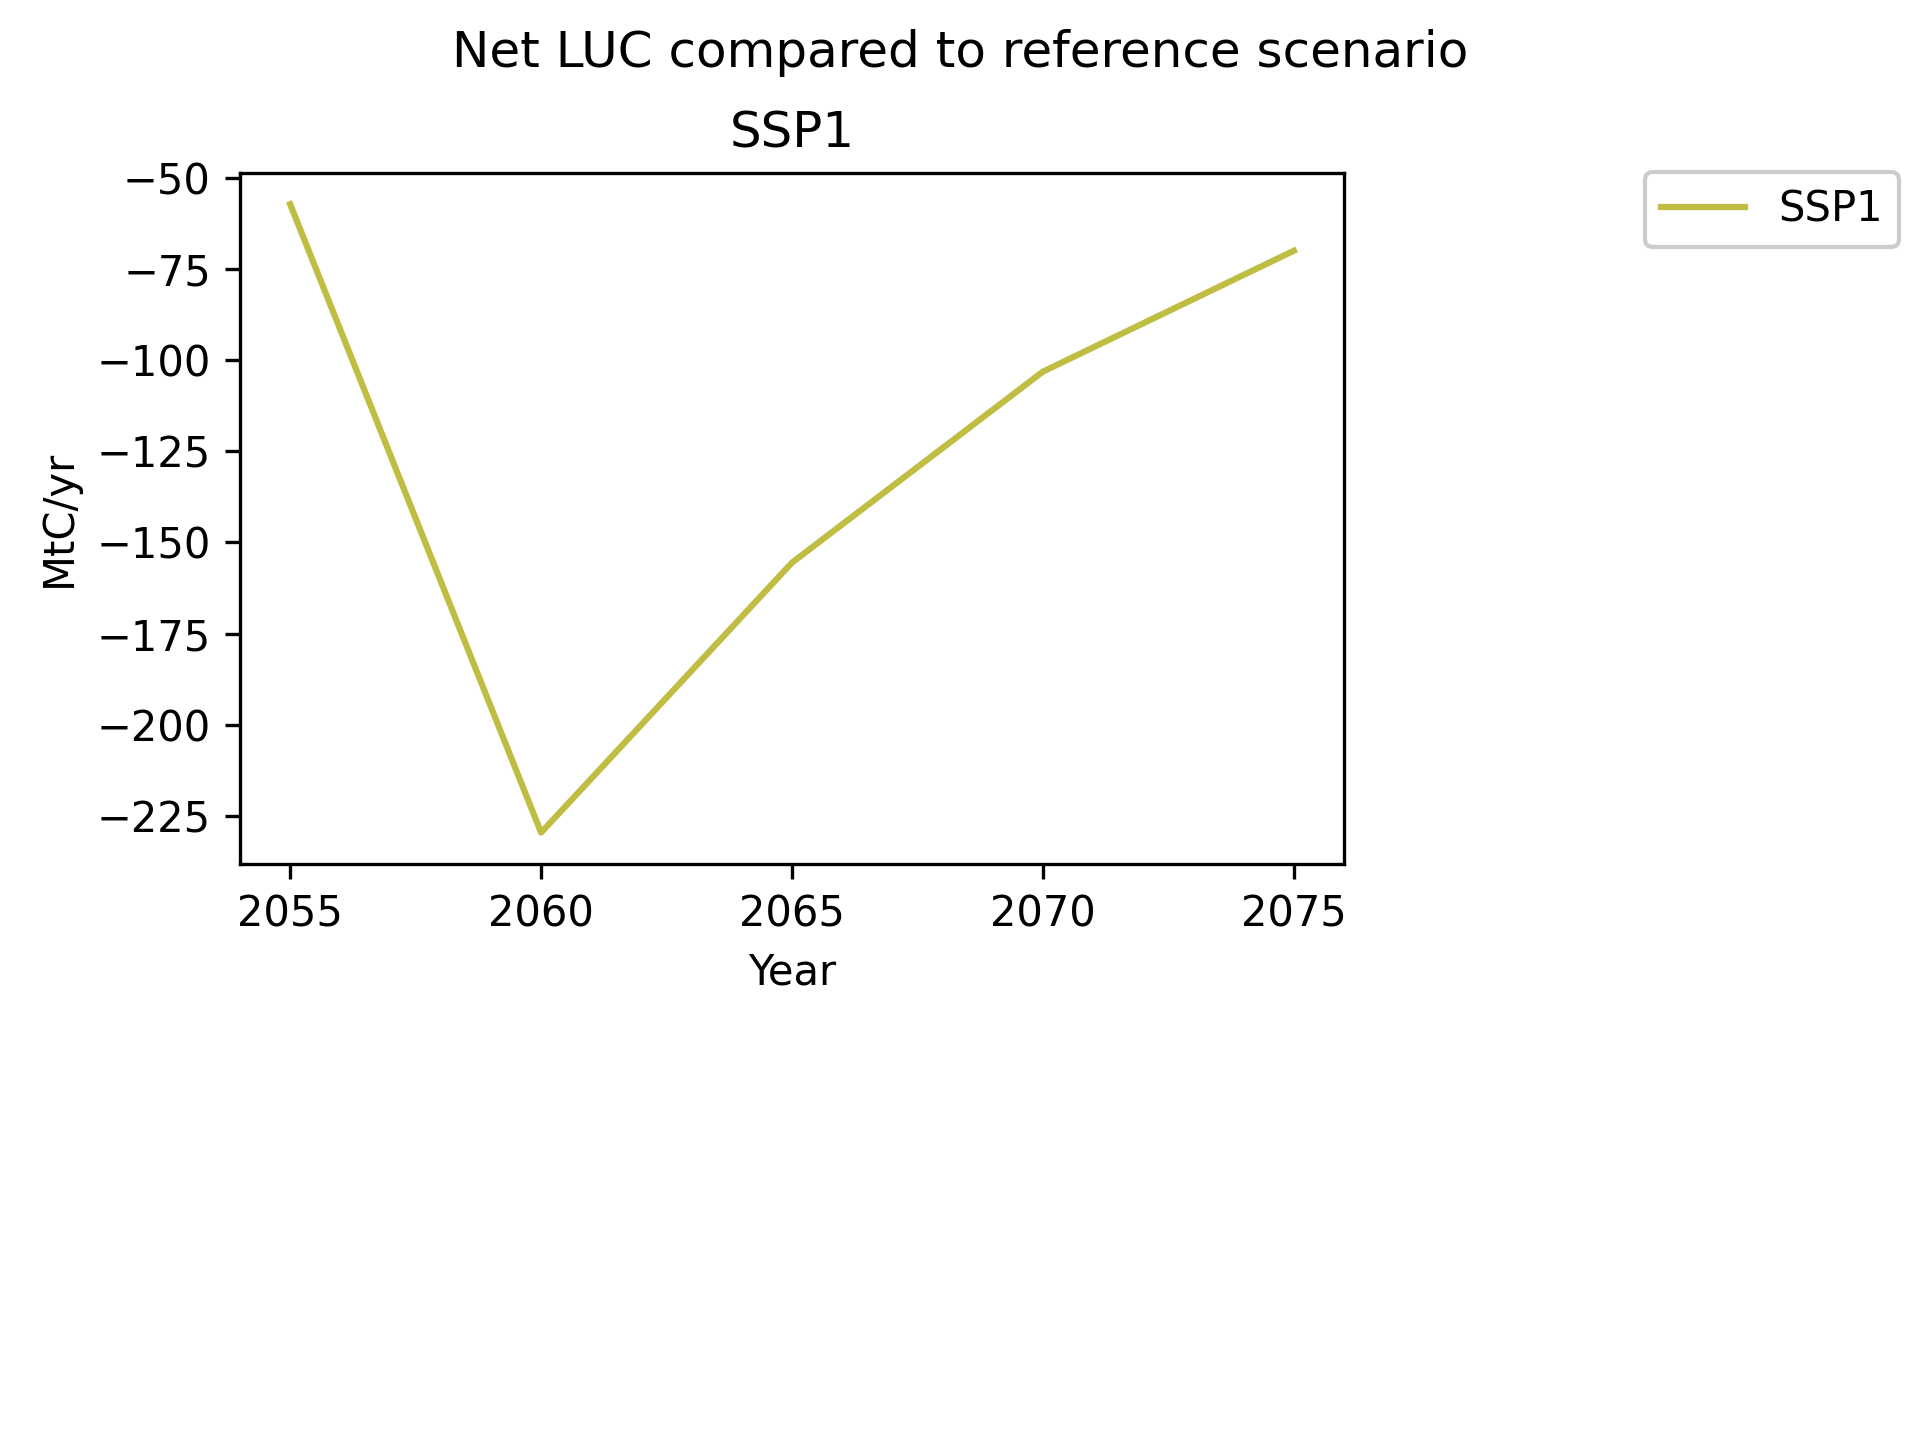 Net LUC compared to reference scenario
SSP1
−50
−75
−100
−125
−150
−175
−200
−225
MtC/yr
2055 2060 2065 2070 2075
Year
SSP1